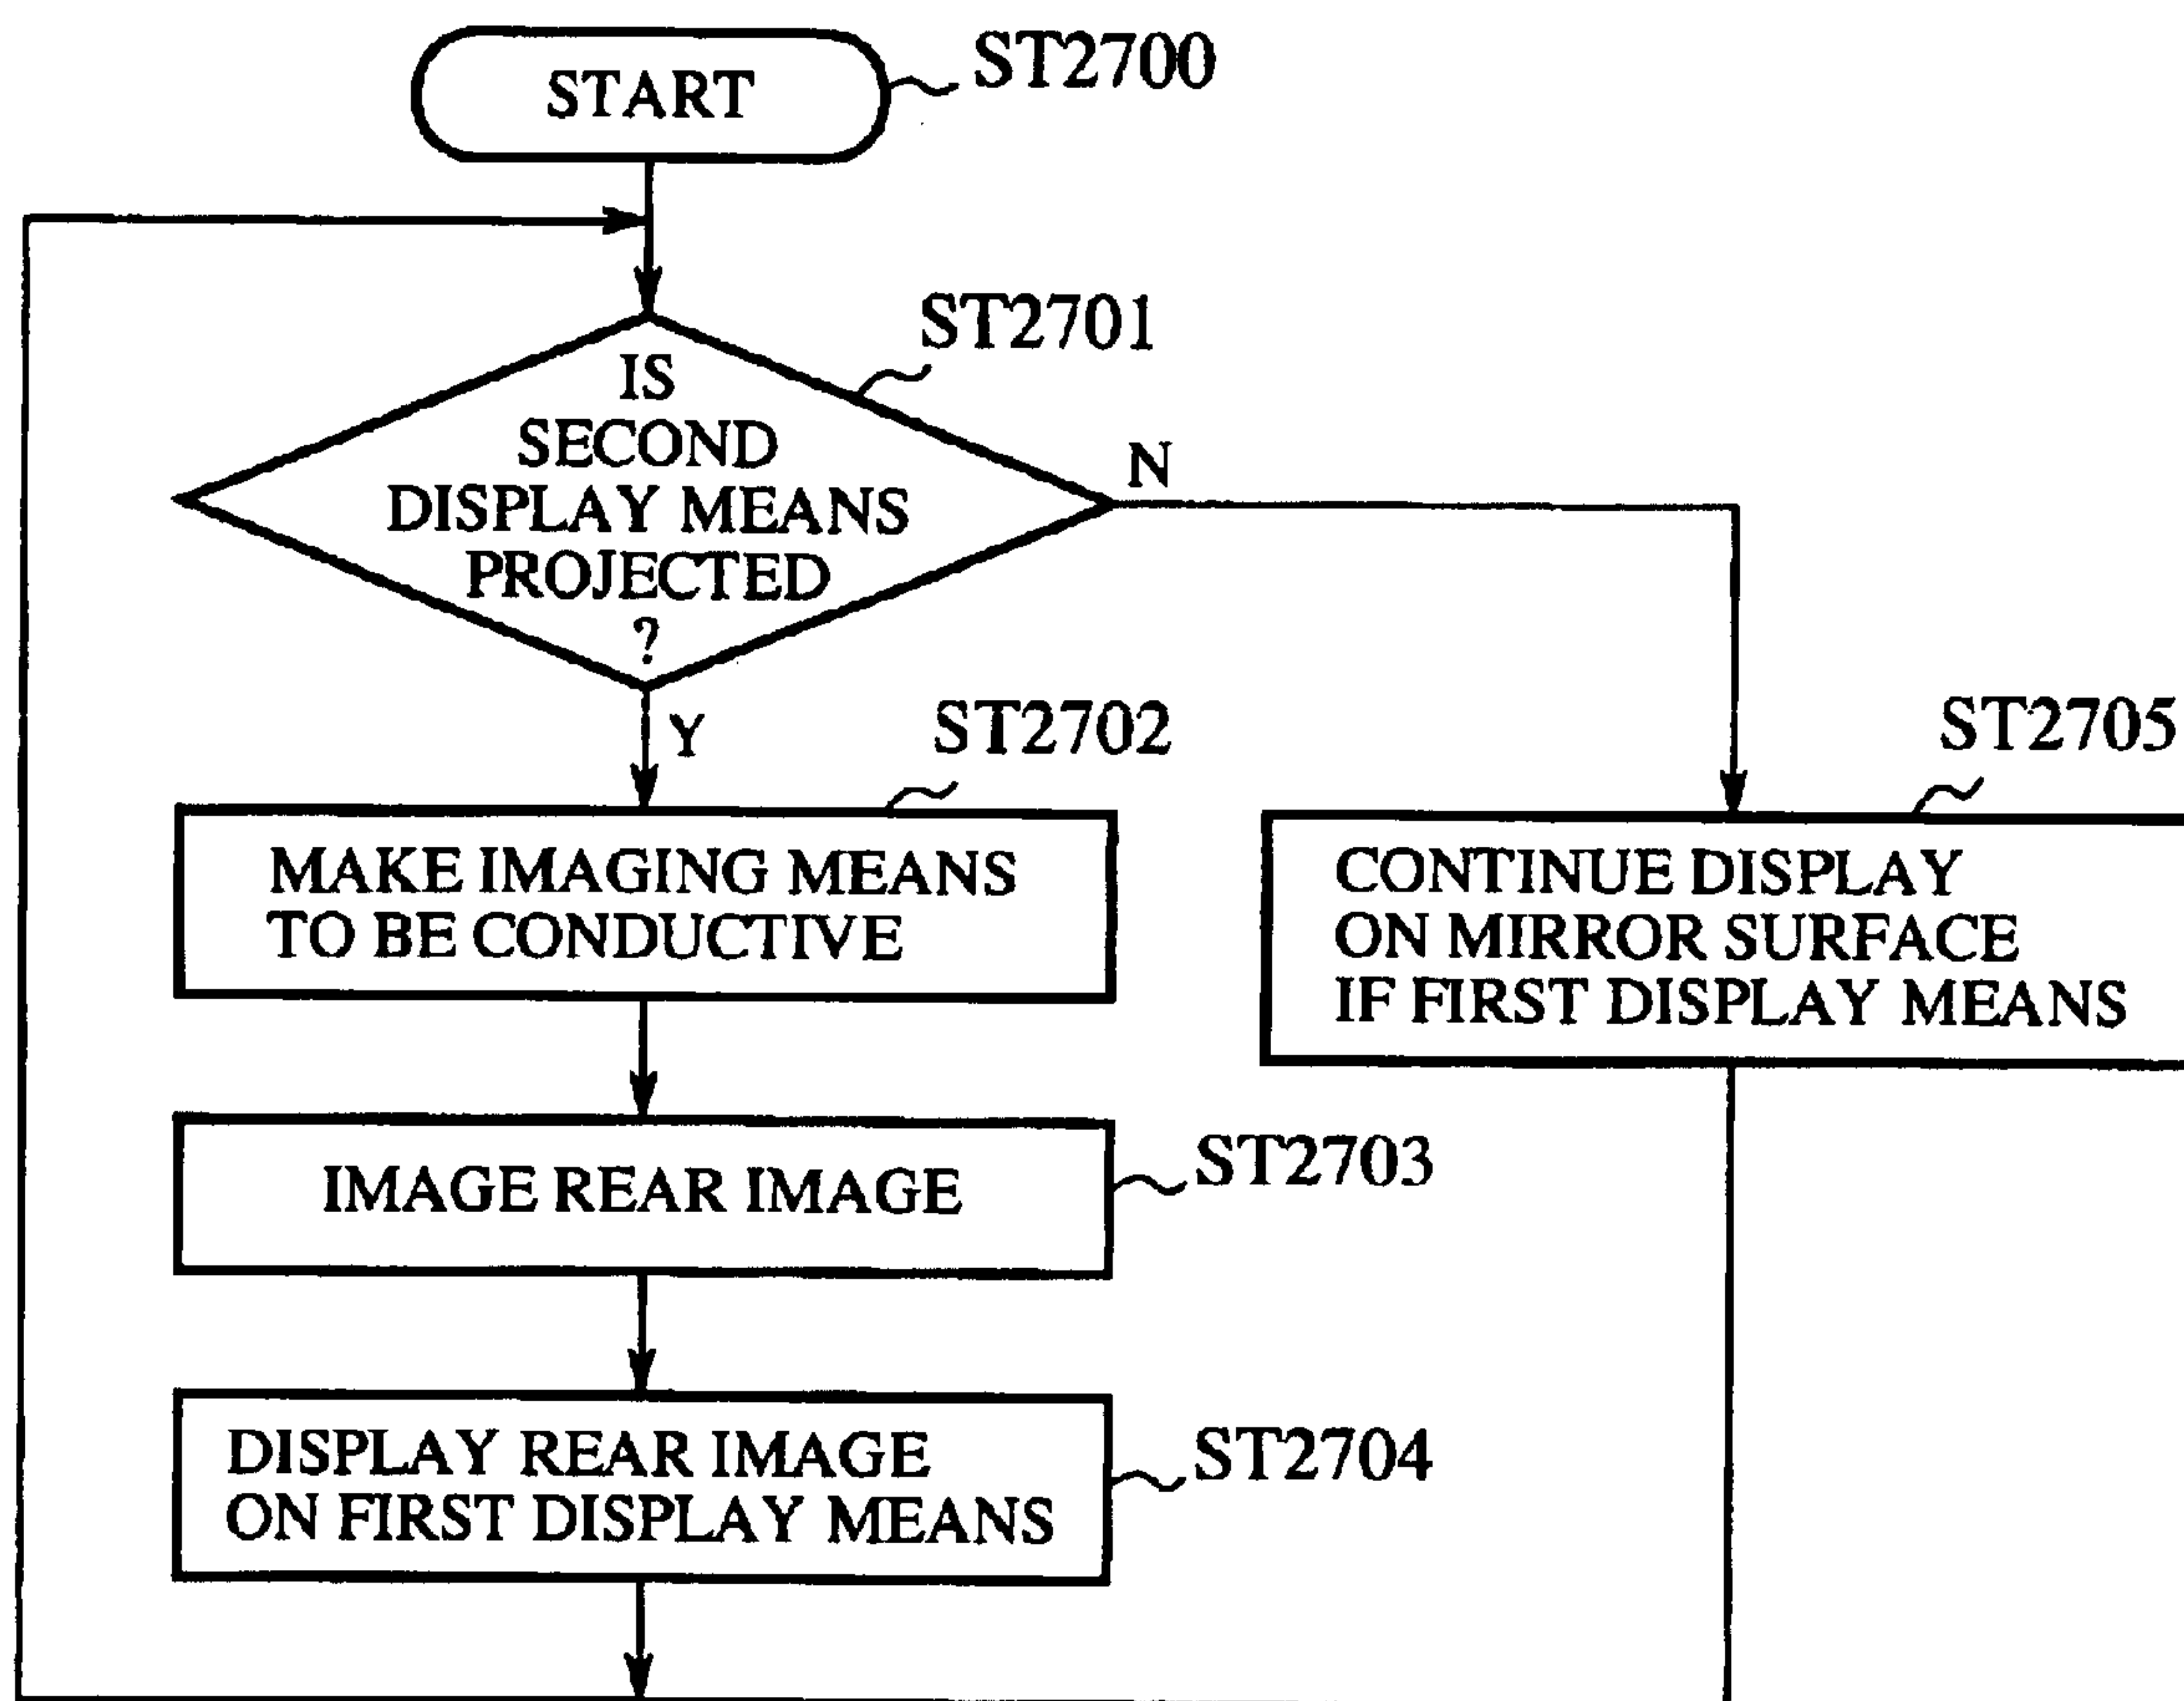 START
ST2700
ST2701
IS
SECOND
DISPLAY MEANS
PROJECTED
?
N
Y
ST2702
MAKE IMAGING MEANS
TO BE CONDUCTIVE
ST2705
CONTINUE DISPLAY
ON MIRROR SURFACE
IF FIRST DISPLAY MEANS
IMAGE REAR IMAGE
ST2703
DISPLAY REAR IMAGE
ON FIRST DISPLAY MEANS
ST2704